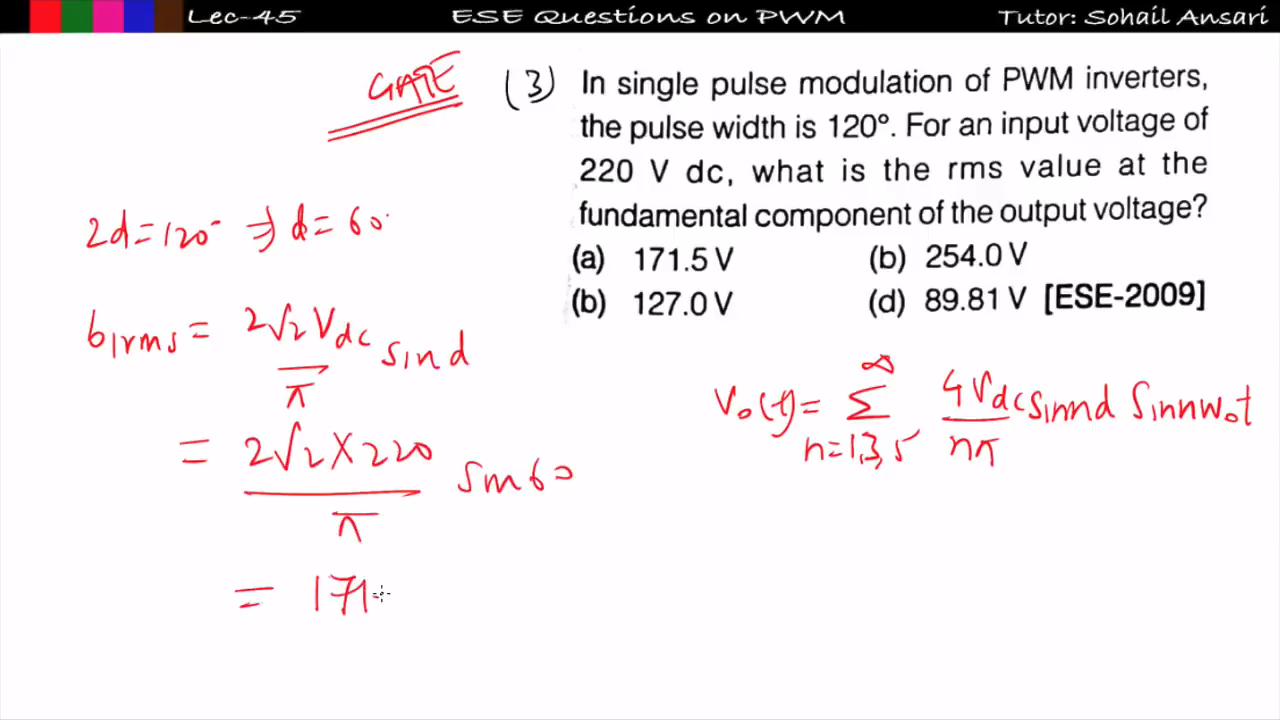 Lec-45 ESE Questions on PWM Tutor: Sohail Ansari
GATE
(3) In single pulse modulation of PWM inverters,
the pulse width is 120°. For an input voltage of
220 V dc, what is the rms value at the
fundamental component of the output voltage?
(a) 171.5 V (b) 254.0 V
(b) 127.0 V (d) 89.81 V [ESE-2009]
2d=120° ⇒ d=60°
= 2√2 Vdc/π sin d
= 2√2 × 220/π sin 60
= 171
V₀(t)= ∞ Σ n=1,3,5 4Vdc/nπ sin nd sin nω₀t